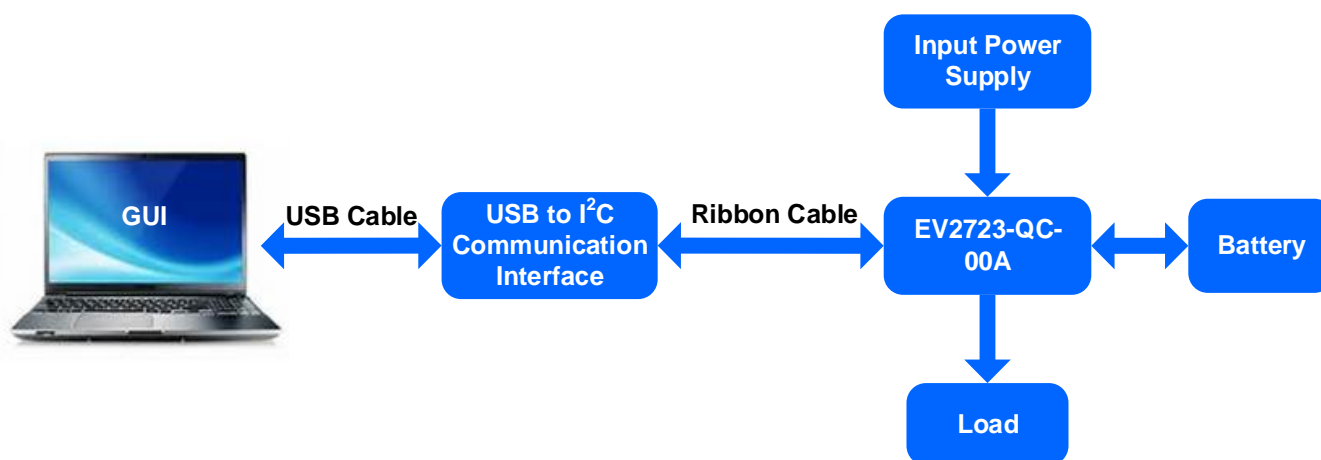 Input Power
Supply
GUI
USB Cable
USB to I²C
Communication
Interface
Ribbon Cable
EV2723-QC-
00A
Battery
Load